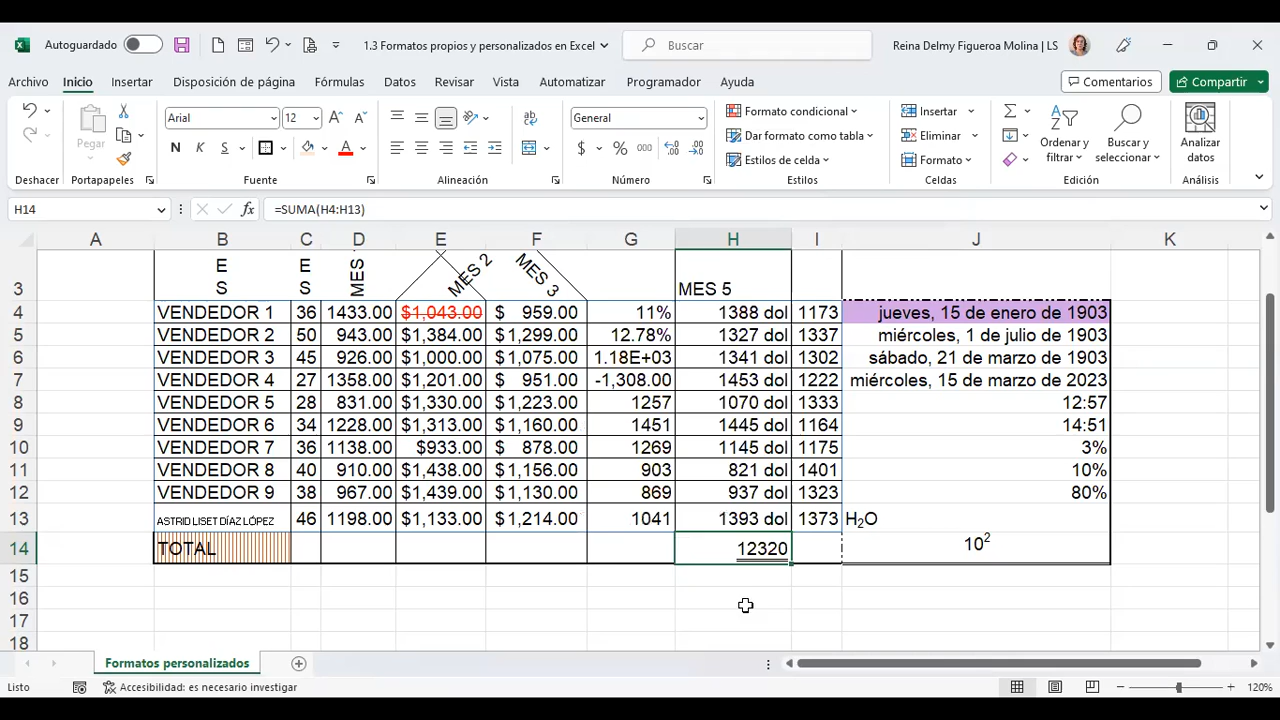 Autoguardado 1.3 Formatos propios y personalizados en Excel Buscar Reina Delmy Figueroa Molina | LS
Archivo Inicio Insertar Disposición de página Fórmulas Datos Revisar Vista Automatizar Programador Ayuda Comentarios Compartir
Pegar Arial 12 General Formato condicional Insertar
Dar formato como tabla Eliminar Ordenar y filtrar Buscar y seleccionar Analizar datos
N K S A $ % 000 Estilos de celda Formato
Deshacer Portapapeles Fuente Alineación Número Estilos Celdas Edición Análisis
H14 fx =SUMA(H4:H13)
A B C D E F G H I J K
3 E S E S MES MES 2 MES 3 MES 5
4 VENDEDOR 1 36 1433.00 $1,043.00 $ 959.00 11% 1388 dol 1173 jueves, 15 de enero de 1903
5 VENDEDOR 2 50 943.00 $1,384.00 $ 1,299.00 12.78% 1327 dol 1337 miércoles, 1 de julio de 1903
6 VENDEDOR 3 45 926.00 $1,000.00 $ 1,075.00 1.18E+03 1341 dol 1302 sábado, 21 de marzo de 1903
7 VENDEDOR 4 27 1358.00 $1,201.00 $ 951.00 -1,308.00 1453 dol 1222 miércoles, 15 de marzo de 2023
8 VENDEDOR 5 28 831.00 $1,330.00 $ 1,223.00 1257 1070 dol 1333 12:57
9 VENDEDOR 6 34 1228.00 $1,313.00 $ 1,160.00 1451 1445 dol 1164 14:51
10 VENDEDOR 7 36 1138.00 $933.00 $ 878.00 1269 1145 dol 1175 3%
11 VENDEDOR 8 40 910.00 $1,438.00 $ 1,156.00 903 821 dol 1401 10%
12 VENDEDOR 9 38 967.00 $1,439.00 $ 1,130.00 869 937 dol 1323 80%
13 ASTRID LISET DÍAZ LÓPEZ 46 1198.00 $1,133.00 $ 1,214.00 1041 1393 dol 1373 H₂O
14 TOTAL 12320 10²
15
16
17
18
Formatos personalizados
Listo Accesibilidad: es necesario investigar 120%